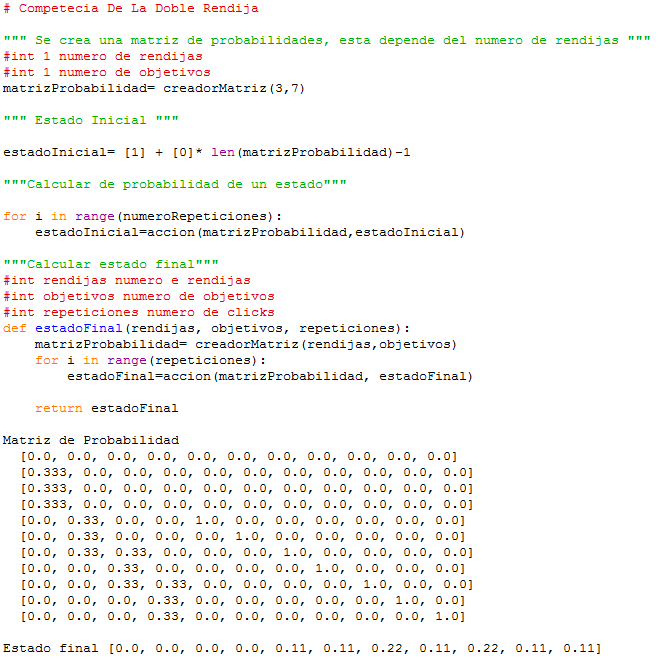 # Competecia De La Doble Rendija
""" Se crea una matriz de probabilidades, esta depende del numero de rendijas """
#int 1 numero de rendijas
#int 1 numero de objetivos
matrizProbabilidad= creadorMatriz(3,7)
""" Estado Inicial """
estadoInicial= [1] + [0]* len(matrizProbabilidad)-1
"""Calcular de probabilidad de un estado"""
for i in range(numeroRepeticiones):
    estadoInicial=accion(matrizProbabilidad,estadoInicial)
"""Calcular estado final"""
#int rendijas numero e rendijas
#int objetivos numero de objetivos
#int repeticiones numero de clicks
def estadoFinal(rendijas, objetivos, repeticiones):
    matrizProbabilidad= creadorMatriz(rendijas,objetivos)
    for i in range(repeticiones):
        estadoFinal=accion(matrizProbabilidad, estadoFinal)
    return estadoFinal
Matriz de Probabilidad
[0.0, 0.0, 0.0, 0.0, 0.0, 0.0, 0.0, 0.0, 0.0, 0.0, 0.0]
[0.333, 0.0, 0.0, 0.0, 0.0, 0.0, 0.0, 0.0, 0.0, 0.0, 0.0]
[0.333, 0.0, 0.0, 0.0, 0.0, 0.0, 0.0, 0.0, 0.0, 0.0, 0.0]
[0.333, 0.0, 0.0, 0.0, 0.0, 0.0, 0.0, 0.0, 0.0, 0.0, 0.0]
[0.0, 0.33, 0.0, 0.0, 1.0, 0.0, 0.0, 0.0, 0.0, 0.0, 0.0]
[0.0, 0.33, 0.0, 0.0, 0.0, 1.0, 0.0, 0.0, 0.0, 0.0, 0.0]
[0.0, 0.33, 0.33, 0.0, 0.0, 0.0, 1.0, 0.0, 0.0, 0.0, 0.0]
[0.0, 0.0, 0.33, 0.0, 0.0, 0.0, 0.0, 1.0, 0.0, 0.0, 0.0]
[0.0, 0.0, 0.33, 0.33, 0.0, 0.0, 0.0, 0.0, 1.0, 0.0, 0.0]
[0.0, 0.0, 0.0, 0.33, 0.0, 0.0, 0.0, 0.0, 0.0, 1.0, 0.0]
[0.0, 0.0, 0.0, 0.33, 0.0, 0.0, 0.0, 0.0, 0.0, 0.0, 1.0]
Estado final [0.0, 0.0, 0.0, 0.0, 0.11, 0.11, 0.22, 0.11, 0.22, 0.11, 0.11]